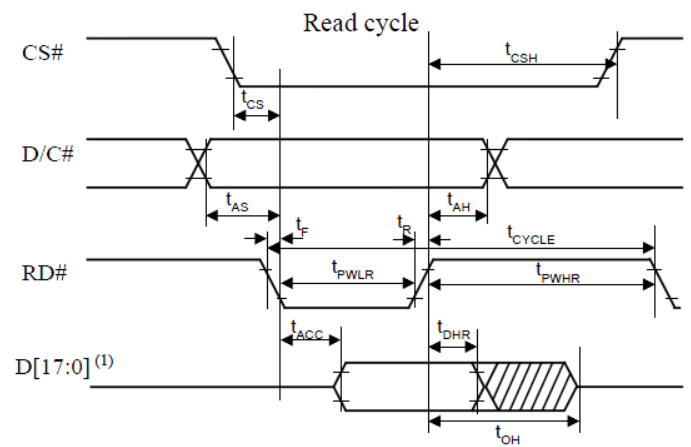 Read cycle
CS#
tCSH
tCS
D/C#
tAS
tAH
tF
tR
tCYCLE
RD#
tPWLR
tPWHR
tACC
tDHR
D[17:0] (1)
tOH